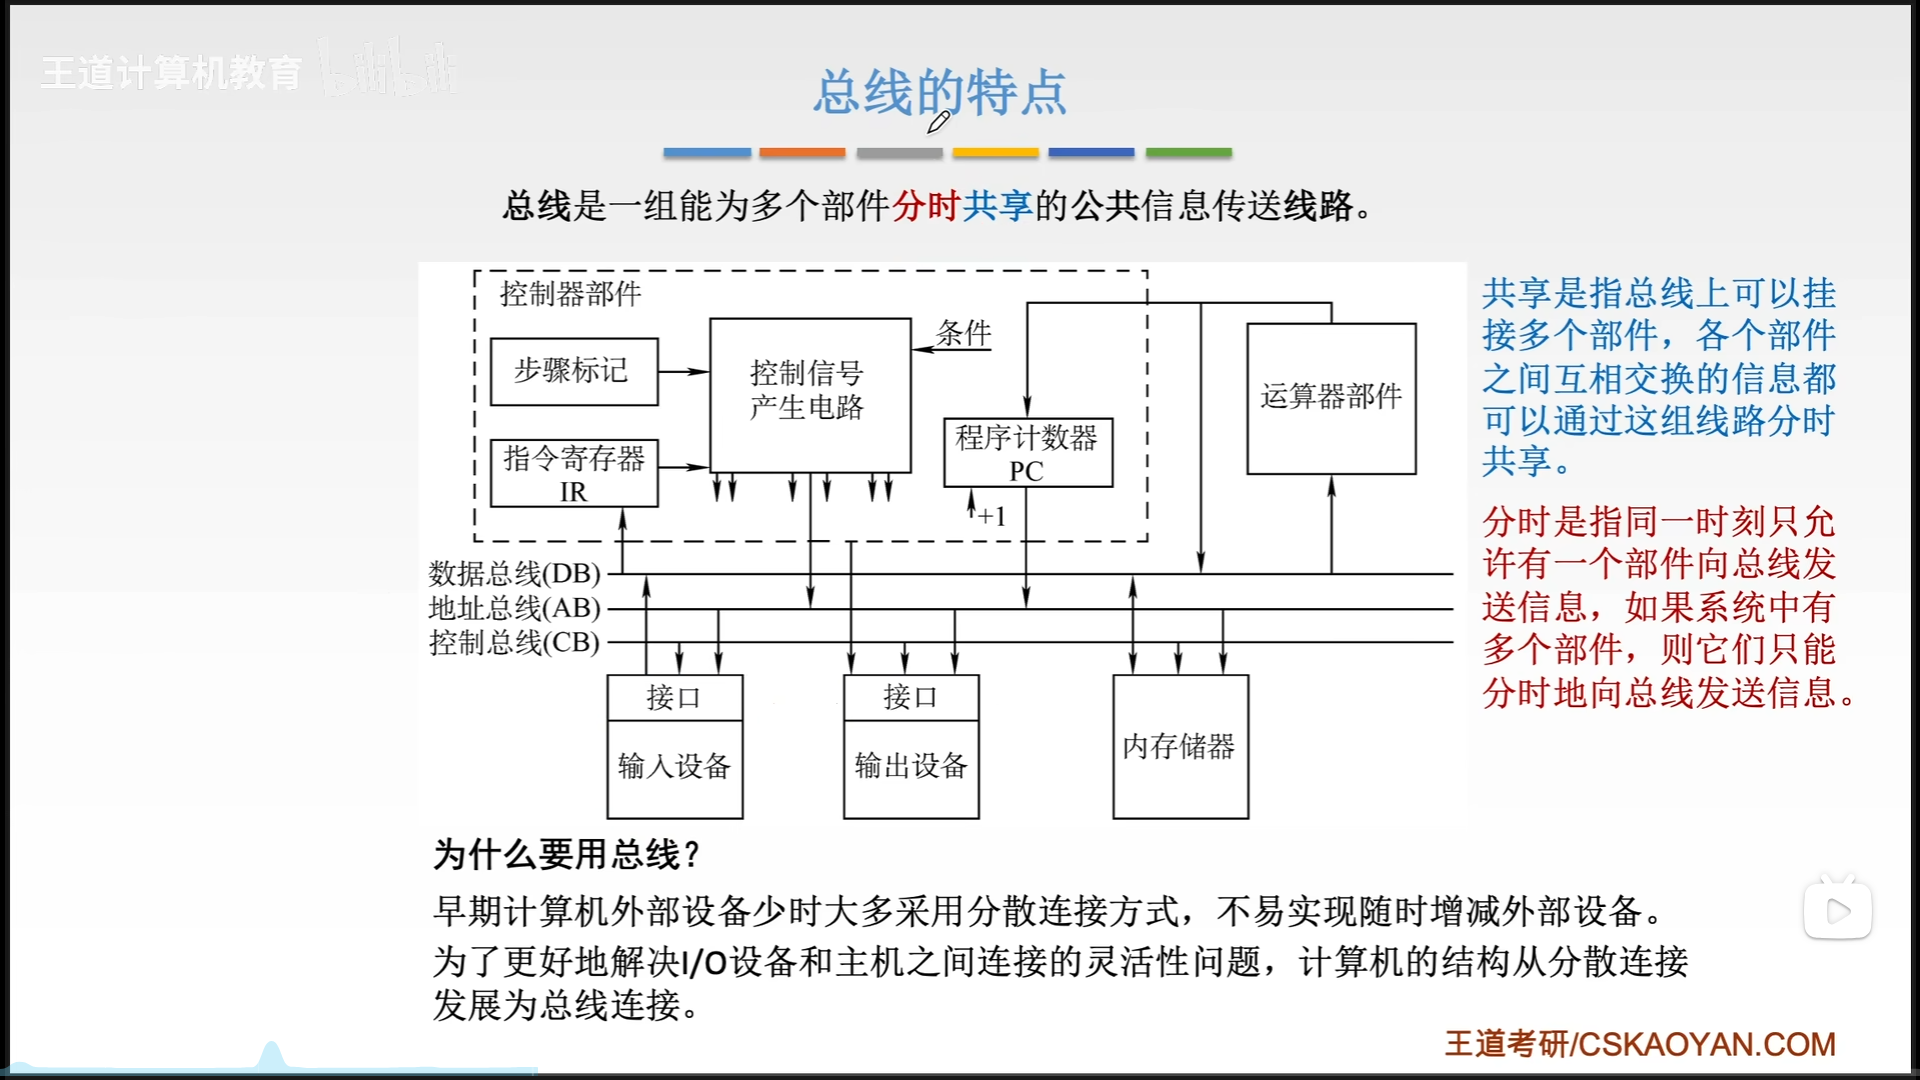 王道计算机教育 bilibili
总线的特点
总线是一组能为多个部件分时共享的公共信息传送线路。
控制器部件
步骤标记
指令寄存器
IR
控制信号
产生电路
条件
程序计数器
PC
+1
运算器部件
数据总线(DB)
地址总线(AB)
控制总线(CB)
接口
输入设备
接口
输出设备
内存储器
共享是指总线上可以挂
接多个部件，各个部件
之间互相交换的信息都
可以通过这组线路分时
共享。
分时是指同一时刻只允
许有一个部件向总线发
送信息，如果系统中有
多个部件，则它们只能
分时地向总线发送信息。
为什么要用总线？
早期计算机外部设备少时大多采用分散连接方式，不易实现随时增减外部设备。
为了更好地解决I/O设备和主机之间连接的灵活性问题，计算机的结构从分散连接
发展为总线连接。
王道考研/CSKAOYAN.COM